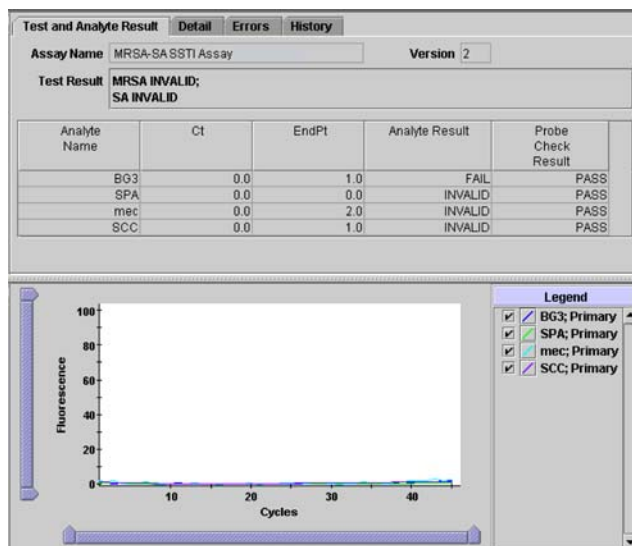 Test and Analyte Result Detail Errors History
Assay Name MRSA-SA SSTI Assay Version 2
Test Result MRSA INVALID;
SA INVALID
Analyte Name Ct EndPt Analyte Result Probe Check Result
BG3 0.0 1.0 FAIL PASS
SPA 0.0 0.0 INVALID PASS
mec 0.0 2.0 INVALID PASS
SCC 0.0 1.0 INVALID PASS
Legend
BG3; Primary
SPA; Primary
mec; Primary
SCC; Primary
100
80
60
40
20
0
Fluorescence
10 20 30 40
Cycles